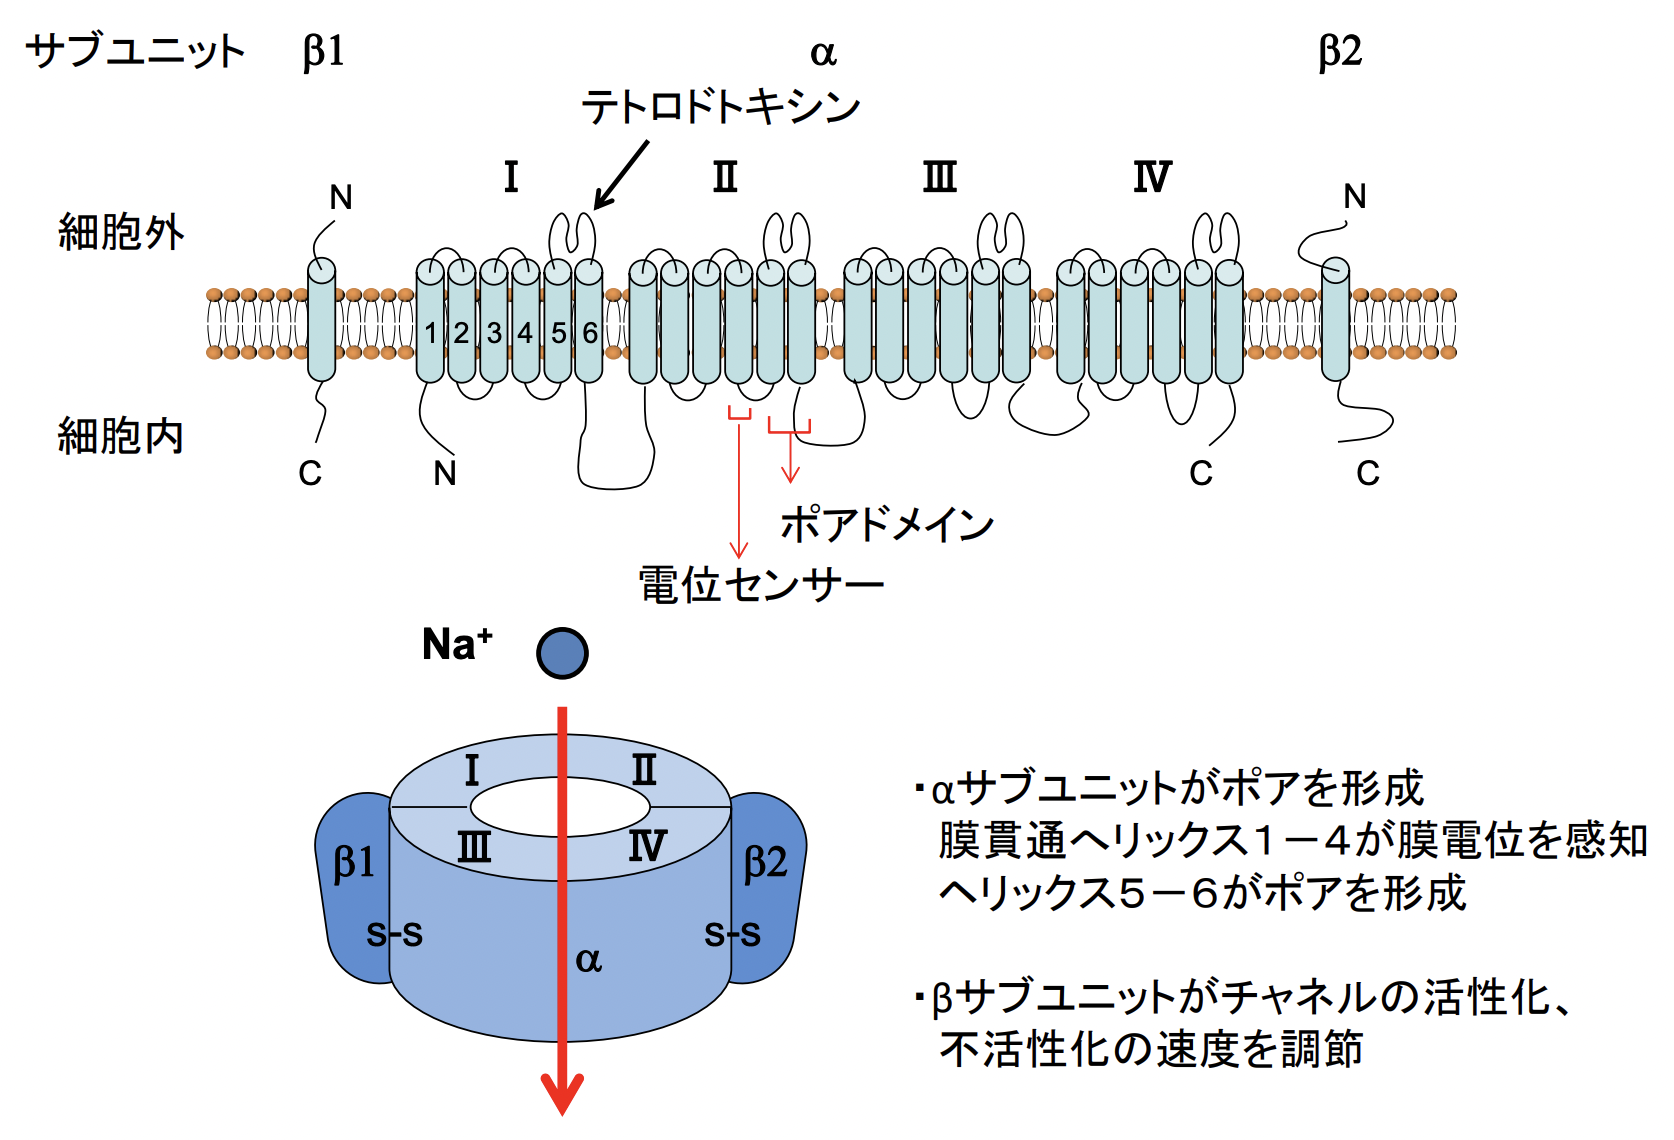 サブユニット β1 α β2
テトロドトキシン
Ⅰ Ⅱ Ⅲ Ⅳ
N N
細胞外
1 2 3 4 5 6
細胞内
C N C C
ポアドメイン
電位センサー
Na⁺
Ⅰ Ⅱ
Ⅲ Ⅳ
β1 β2
S-S S-S
α
・αサブユニットがポアを形成
膜貫通ヘリックス1－4が膜電位を感知
ヘリックス5－6がポアを形成
・βサブユニットがチャネルの活性化、
不活性化の速度を調節